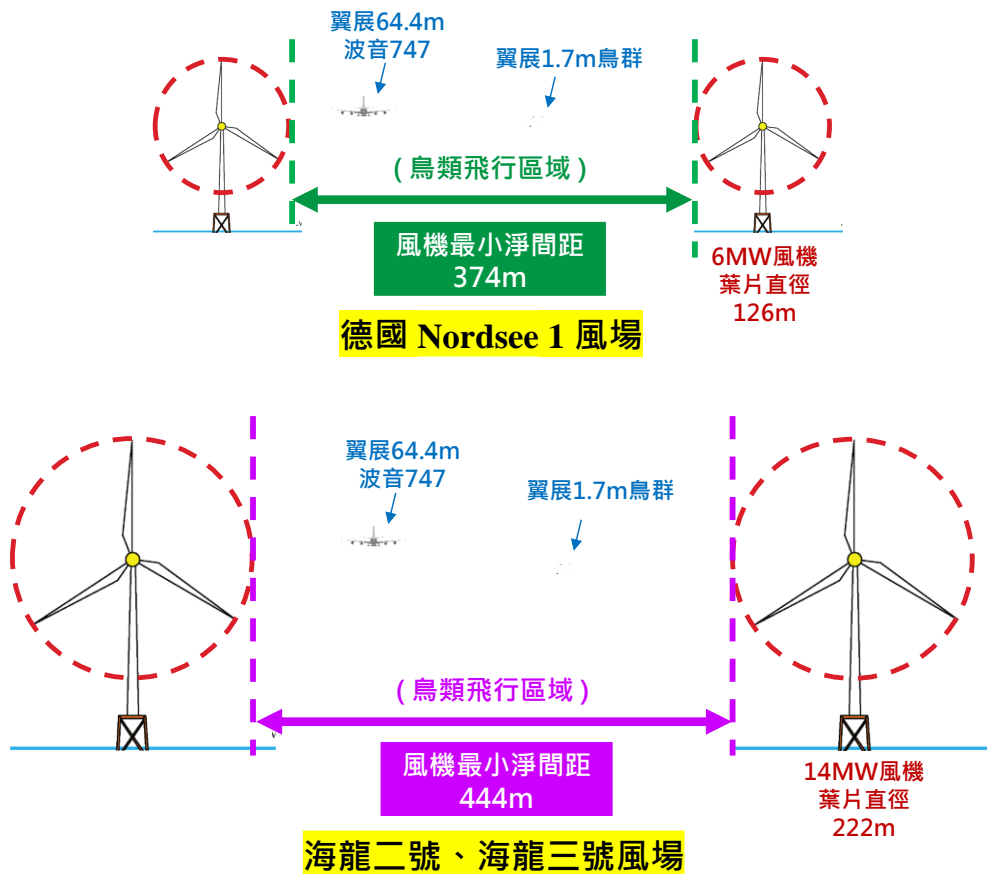 翼展64.4m
波音747
翼展1.7m鳥群
(鳥類飛行區域)
風機最小淨間距
374m
6MW風機
葉片直徑
126m
德國 Nordsee 1 風場
翼展64.4m
波音747
翼展1.7m鳥群
(鳥類飛行區域)
風機最小淨間距
444m
14MW風機
葉片直徑
222m
海龍二號、海龍三號風場